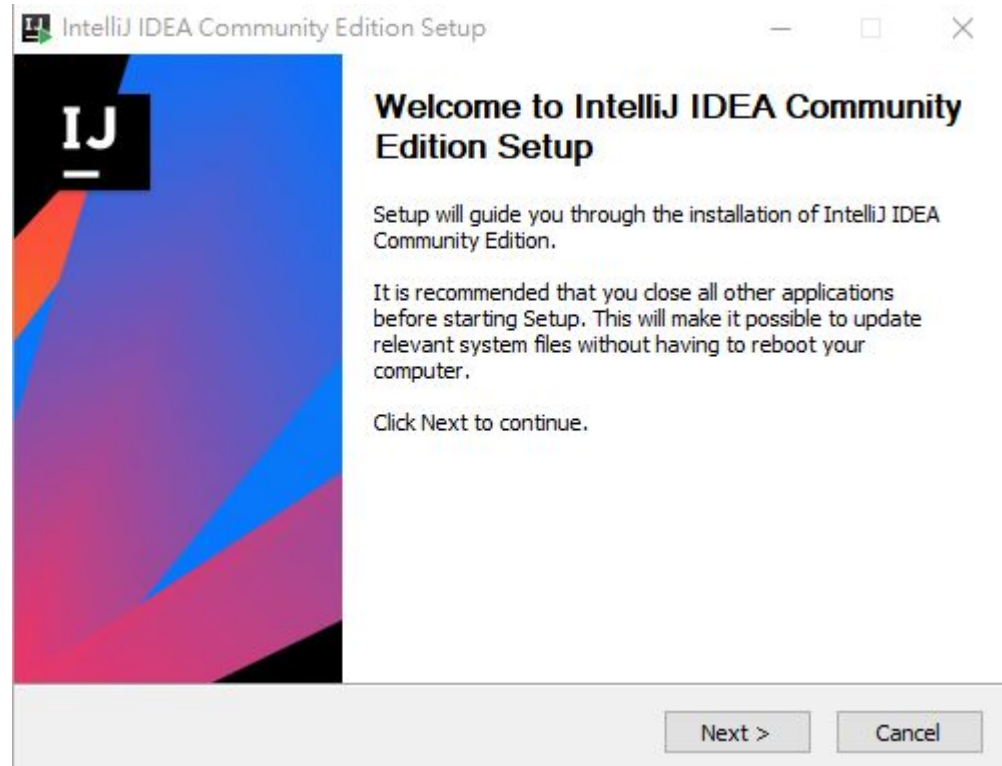 IntelliJ IDEA Community Edition Setup
IJ
Welcome to IntelliJ IDEA Community
Edition Setup
Setup will guide you through the installation of IntelliJ IDEA
Community Edition.
It is recommended that you close all other applications
before starting Setup. This will make it possible to update
relevant system files without having to reboot your
computer.
Click Next to continue.
Next >
Cancel